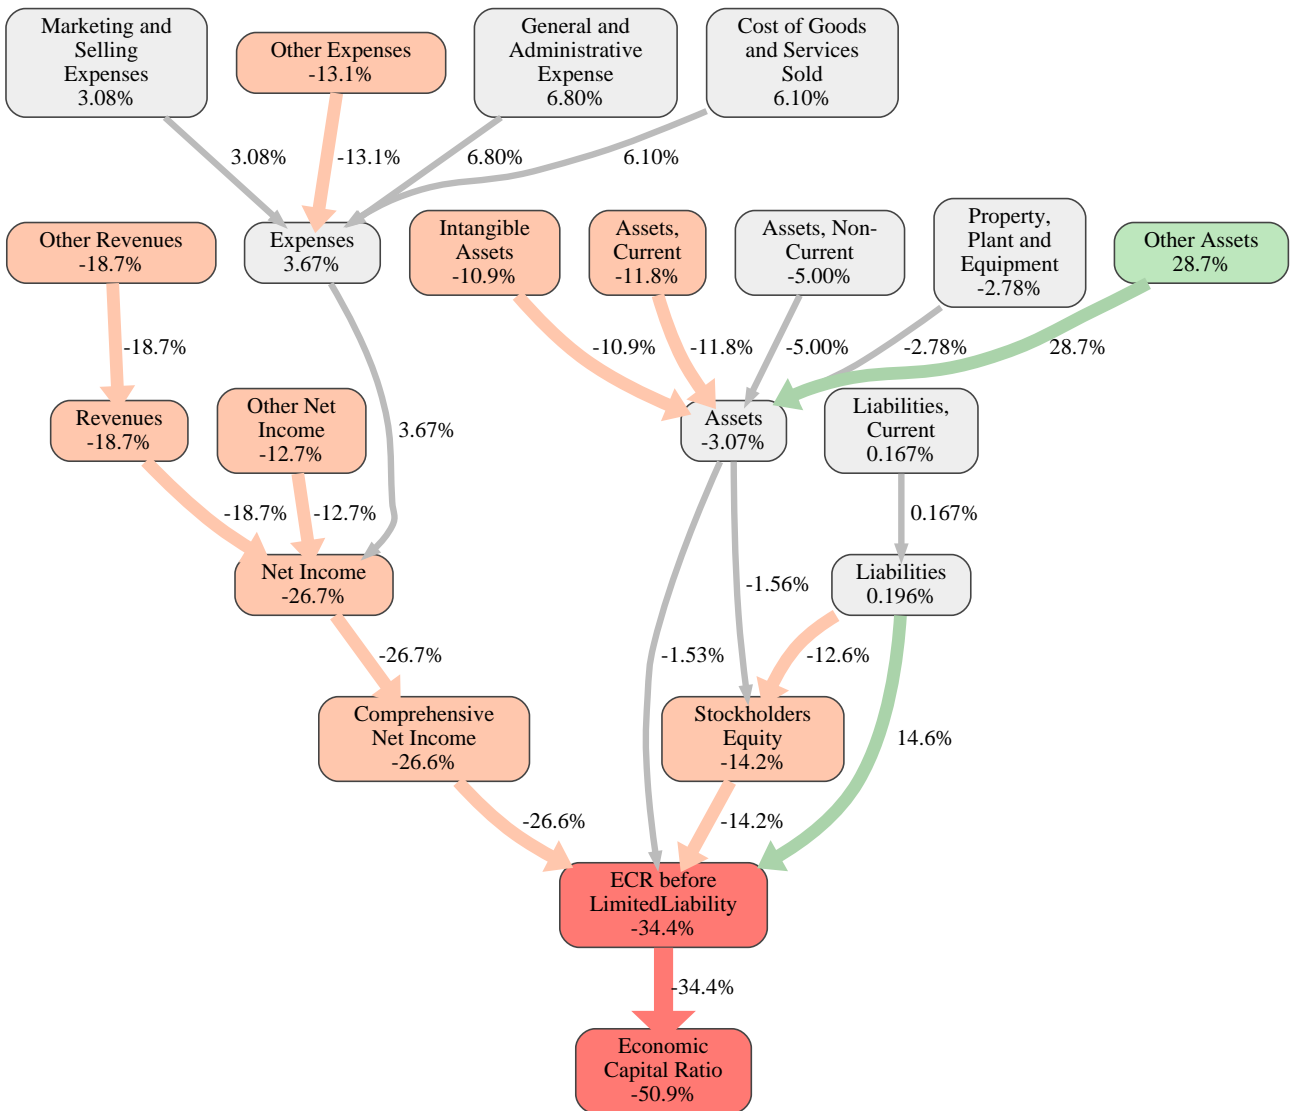 Marketing and
Selling
Expenses
3.08%
Other Expenses
-13.1%
General and
Administrative
Expense
6.80%
Cost of Goods
and Services
Sold
6.10%
3.08%
-13.1%
6.80%
6.10%
Other Revenues
-18.7%
Expenses
3.67%
Intangible
Assets
-10.9%
Assets,
Current
-11.8%
Assets, Non-
Current
-5.00%
Property,
Plant and
Equipment
-2.78%
Other Assets
28.7%
-18.7%
-10.9%
-11.8%
-5.00%
-2.78%
28.7%
Revenues
-18.7%
Other Net
Income
-12.7%
3.67%
Assets
-3.07%
Liabilities,
Current
0.167%
-18.7%
-12.7%
0.167%
Net Income
-26.7%
-1.56%
Liabilities
0.196%
-26.7%
-1.53%
-12.6%
Comprehensive
Net Income
-26.6%
Stockholders
Equity
-14.2%
14.6%
-26.6%
-14.2%
ECR before
LimitedLiability
-34.4%
-34.4%
Economic
Capital Ratio
-50.9%